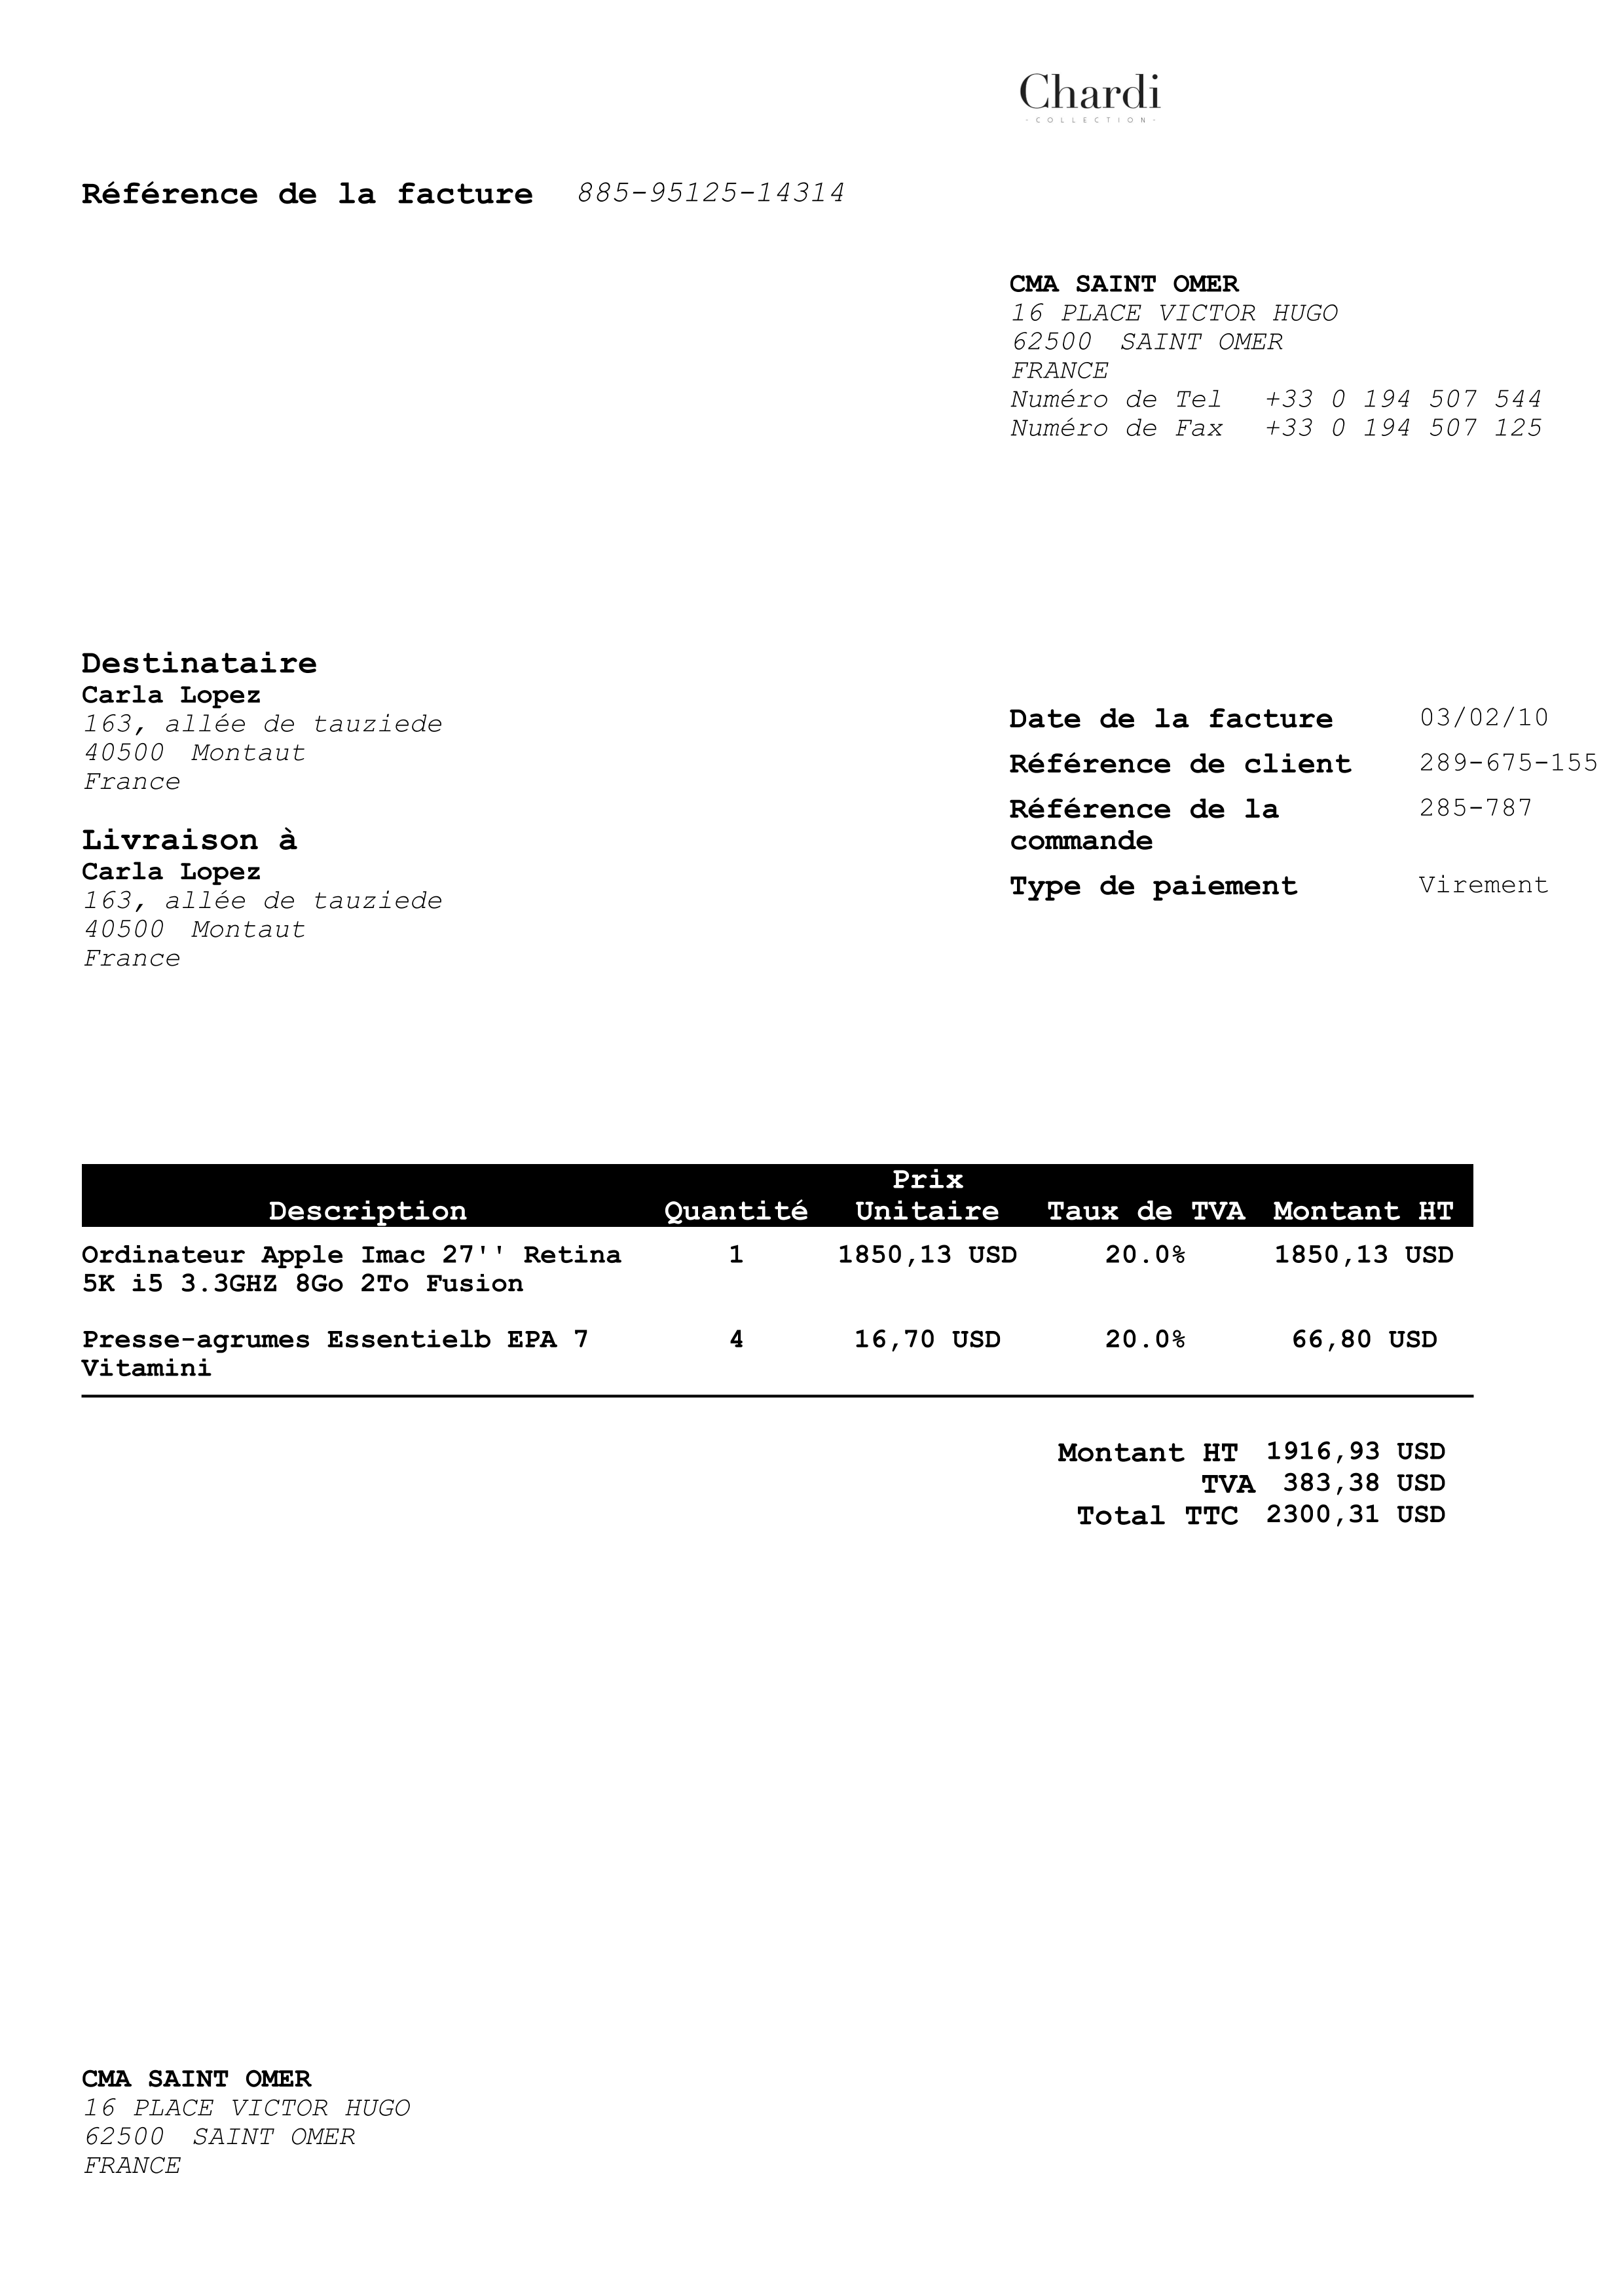 Chardi
· COLLECTION ·
Référence de la facture 885-95125-14314
CMA SAINT OMER
16 PLACE VICTOR HUGO
62500 SAINT OMER
FRANCE
Numéro de Tel +33 0 194 507 544
Numéro de Fax +33 0 194 507 125
Destinataire
Carla Lopez
163, allée de tauziede
40500 Montaut
France
Livraison à
Carla Lopez
163, allée de tauziede
40500 Montaut
France
Date de la facture 03/02/10
Référence de client 289-675-155
Référence de la 285-787
commande
Type de paiement Virement
Prix
Description Quantité Unitaire Taux de TVA Montant HT
Ordinateur Apple Imac 27'' Retina 1 1850,13 USD 20.0% 1850,13 USD
5K i5 3.3GHZ 8Go 2To Fusion
Presse-agrumes Essentielb EPA 7 4 16,70 USD 20.0% 66,80 USD
Vitamini
Montant HT 1916,93 USD
TVA 383,38 USD
Total TTC 2300,31 USD
CMA SAINT OMER
16 PLACE VICTOR HUGO
62500 SAINT OMER
FRANCE